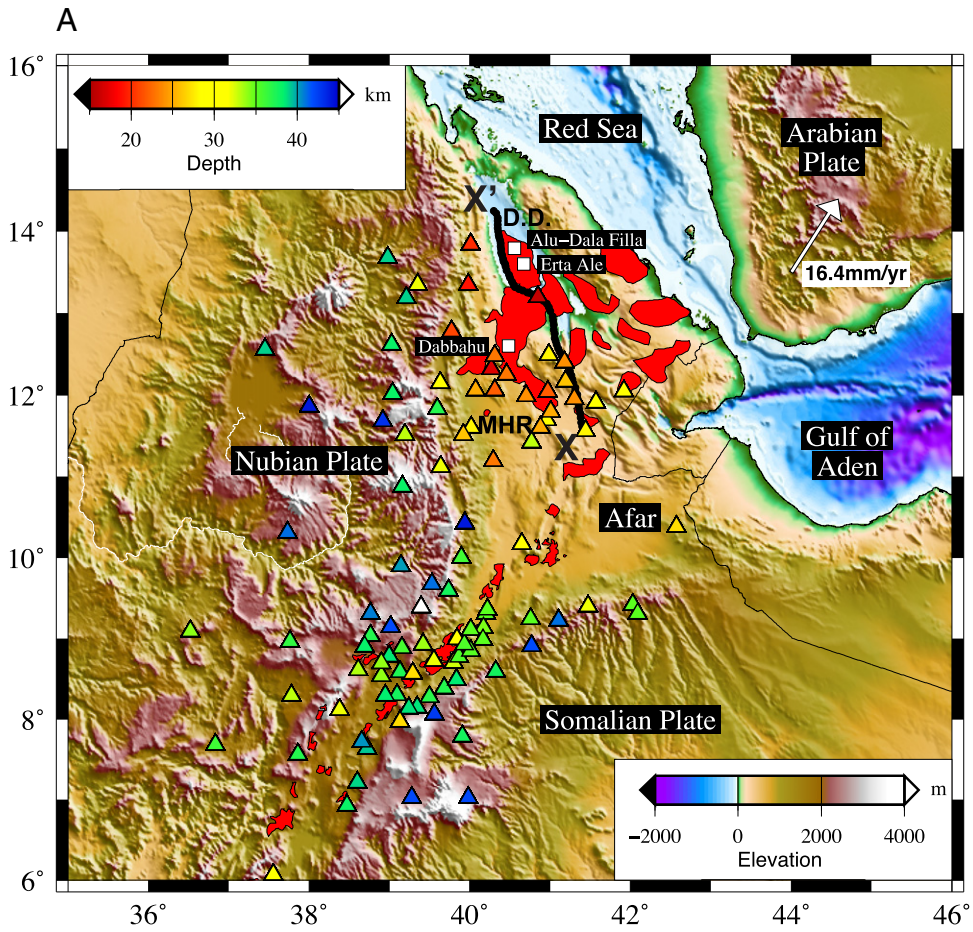 A
16°
14°
12°
10°
8°
6°
36°
38°
40°
42°
44°
46°
km
20
30
40
Depth
Red Sea
Arabian
Plate
16.4mm/yr
X'
D.D.
Alu-Dala Filla
Erta Ale
Dabbahu
MHR
X
Gulf of
Aden
Nubian Plate
Afar
Somalian Plate
m
−2000
0
2000
4000
Elevation